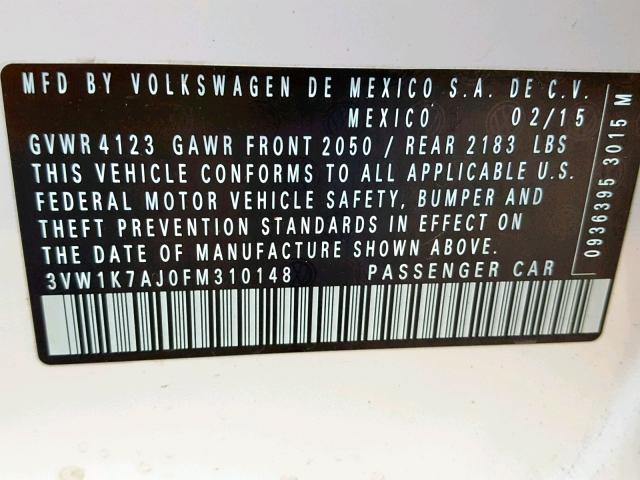 MFD BY VOLKSWAGEN DE MEXICO S.A. DE C.V.
MEXICO 02/15
GVWR 4123 GAWR FRONT 2050 / REAR 2183 LBS
THIS VEHICLE CONFORMS TO ALL APPLICABLE U.S.
FEDERAL MOTOR VEHICLE SAFETY, BUMPER AND
THEFT PREVENTION STANDARDS IN EFFECT ON
THE DATE OF MANUFACTURE SHOWN ABOVE.
3VW1K7AJ0FM310148 PASSENGER CAR
0936395 3015 M